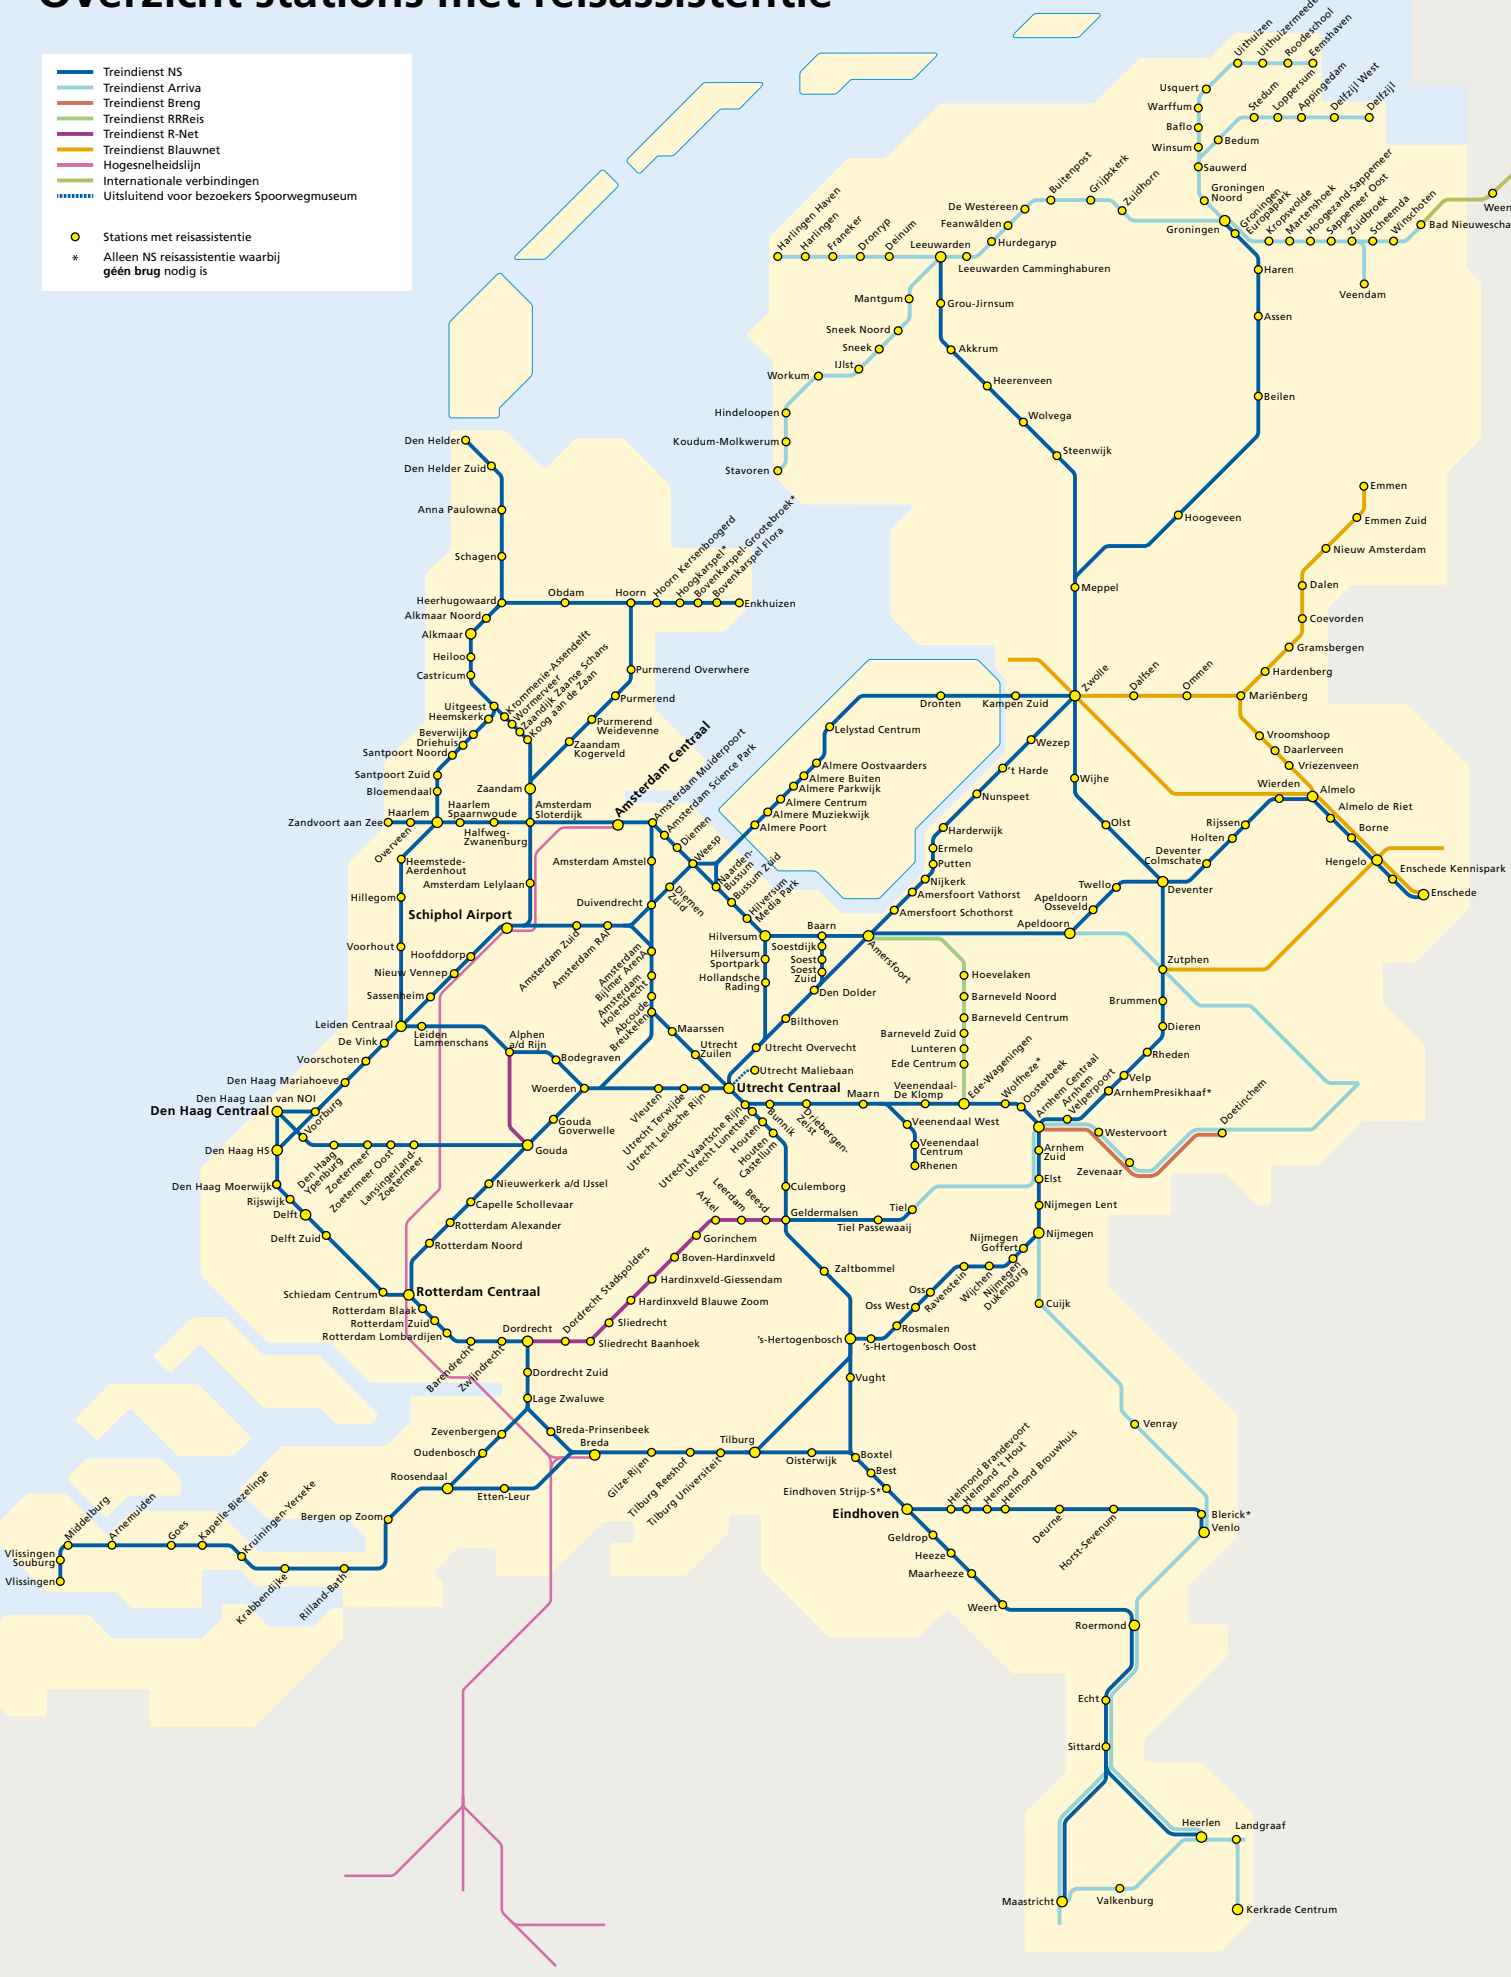 Overzicht stations met reisassistentie
Treindienst NS
Treindienst Arriva
Treindienst Breng
Treindienst RRReis
Treindienst R-Net
Treindienst Blauwnet
Hogesnelheidslijn
Internationale verbindingen
Uitsluitend voor bezoekers Spoorwegmuseum
Stations met reisassistentie
* Alleen NS reisassistentie waarbij
géén brug nodig is
Uithuizen
Uithuizermeede
Roodeschool
Eemshaven
Usquert
Warffum
Baflo
Winsum
Sauwerd
Stedum
Loppersum
Appingedam
Delfzijl West
Delfzijl
Bedum
Groningen
Noord
Groningen
Groningen
Europapark
Kropswolde
Martenshoek
Hoogezand-Sappemeer
Sappemeer Oost
Zuidbroek
Scheemda
Winschoten
Bad Nieuwescha
Ween
Veendam
Harlingen Haven
Harlingen
Franeker
Dronryp
Deinum
Leeuwarden
Leeuwarden Camminghaburen
Hurdegaryp
Feanwâlden
De Westereen
Buitenpost
Grijpskerk
Zuidhorn
Mantgum
Sneek Noord
Sneek
IJlst
Workum
Hindeloopen
Koudum-Molkwerum
Stavoren
Grou-Jirnsum
Akkrum
Heerenveen
Wolvega
Steenwijk
Haren
Assen
Beilen
Hoogeveen
Meppel
Emmen
Emmen Zuid
Nieuw Amsterdam
Dalen
Coevorden
Gramsbergen
Hardenberg
Mariënberg
Ommen
Dalfsen
Zwolle
Vroomshoop
Daarlerveen
Vriezenveen
Den Helder
Den Helder Zuid
Anna Paulowna
Schagen
Heerhugowaard
Alkmaar Noord
Alkmaar
Heiloo
Castricum
Uitgeest
Heemskerk
Beverwijk
Driehuis
Santpoort Noord
Santpoort Zuid
Bloemendaal
Obdam
Hoorn
Hoorn Kersenboogerd
Hoogkarspel*
Bovenkarspel-Grootebroek*
Bovenkarspel Flora
Enkhuizen
Purmerend Overwhere
Purmerend
Purmerend
Weidevenne
Zaandam
Kogerveld
Krommenie-Assendelft
Wormerveer
Zaandijk Zaanse Schans
Koog aan de Zaan
Zaandam
Zandvoort aan Zee
Overveen
Haarlem
Haarlem
Spaarnwoude
Halfweg-
Zwanenburg
Amsterdam
Sloterdijk
Amsterdam Centraal
Amsterdam Muiderpoort
Amsterdam Science Park
Diemen
Weesp
Amsterdam Lelylaan
Amsterdam Amstel
Duivendrecht
Diemen
Zuid
Schiphol Airport
Amsterdam Zuid
Amsterdam RAI
Amsterdam
Bijlmer ArenA
Amsterdam
Holendrecht
Abcoude
Breukelen
Maarssen
Utrecht
Zuilen
Heemstede-
Aerdenhout
Hillegom
Voorhout
Hoofddorp
Nieuw Vennep
Sassenheim
Leiden Centraal
Leiden
Lammenschans
De Vink
Voorschoten
Den Haag Mariahoeve
Den Haag Laan van NOI
Den Haag Centraal
Voorburg
Den Haag HS
Den Haag Moerwijk
Rijswijk
Delft
Delft Zuid
Schiedam Centrum
Den Haag
Ypenburg
Zoetermeer
Zoetermeer Oost
Lansingerland-
Zoetermeer
Alphen
a/d Rijn
Bodegraven
Woerden
Gouda
Goverwelle
Gouda
Nieuwerkerk a/d IJssel
Capelle Schollevaar
Rotterdam Alexander
Rotterdam Noord
Rotterdam Centraal
Rotterdam Blaak
Rotterdam Zuid
Rotterdam Lombardijen
Barendrecht
Zwijndrecht
Dordrecht
Dordrecht Stadspolders
Sliedrecht Baanhoek
Sliedrecht
Hardinxveld Blauwe Zoom
Hardinxveld-Giessendam
Boven-Hardinxveld
Gorinchem
Arkel
Leerdam
Beesd
Geldermalsen
Tiel Passewaaij
Tiel
Naarden-
Bussum
Bussum Zuid
Hilversum
Media Park
Hilversum
Hilversum
Sportpark
Hollandsche
Rading
Baarn
Soestdijk
Soest
Soest
Zuid
Den Dolder
Bilthoven
Utrecht Overvecht
Utrecht Maliebaan
Utrecht Centraal
Vleuten
Utrecht Terwijde
Utrecht Leidsche Rijn
Utrecht Vaartsche Rijn
Utrecht Lunetten
Houten
Houten
Castellum
Bunnik
Driebergen-
Zeist
Maarn
Veenendaal-
De Klomp
Veenendaal West
Veenendaal
Centrum
Rhenen
Culemborg
Zaltbommel
Almere Poort
Almere Muziekwijk
Almere Centrum
Almere Parkwijk
Almere Buiten
Almere Oostvaarders
Lelystad Centrum
Dronten
Kampen Zuid
Wezep
't Harde
Nunspeet
Harderwijk
Ermelo
Putten
Nijkerk
Amersfoort Vathorst
Amersfoort Schothorst
Amersfoort
Hoevelaken
Barneveld Noord
Barneveld Centrum
Barneveld Zuid
Lunteren
Ede Centrum
Ede-Wageningen
Wolfheze*
Oosterbeek
Arnhem Centraal
Arnhem
Velperpoort
ArnhemPresikhaaf*
Velp
Rheden
Dieren
Brummen
Zutphen
Wijhe
Olst
Deventer
Deventer
Colmschate
Holten
Rijssen
Wierden
Almelo
Almelo de Riet
Borne
Hengelo
Enschede Kennispark
Enschede
Twello
Apeldoorn
Osseveld
Apeldoorn
Doetinchem
Westervoort
Zevenaar
Arnhem
Zuid
Elst
Nijmegen Lent
Nijmegen
Nijmegen
Goffert
Nijmegen
Dukenburg
Wijchen
Ravenstein
Oss
Oss West
Rosmalen
's-Hertogenbosch Oost
's-Hertogenbosch
Vught
Cuijk
Venray
Dordrecht Zuid
Lage Zwaluwe
Zevenbergen
Oudenbosch
Roosendaal
Breda-Prinsenbeek
Breda
Etten-Leur
Gilze-Rijen
Tilburg Reeshof
Tilburg Universiteit
Tilburg
Oisterwijk
Boxtel
Best
Eindhoven Strijp-S*
Eindhoven
Helmond Brandevoort
Helmond 't Hout
Helmond
Helmond Brouwhuis
Deurne
Horst-Sevenum
Blerick*
Venlo
Geldrop
Heeze
Maarheeze
Weert
Roermond
Echt
Sittard
Heerlen
Landgraaf
Kerkrade Centrum
Valkenburg
Maastricht
Bergen op Zoom
Rilland-Bath
Krabbendijke
Kruiningen-Yerseke
Kapelle-Biezelinge
Goes
Arnemuiden
Middelburg
Vlissingen
Souburg
Vlissingen